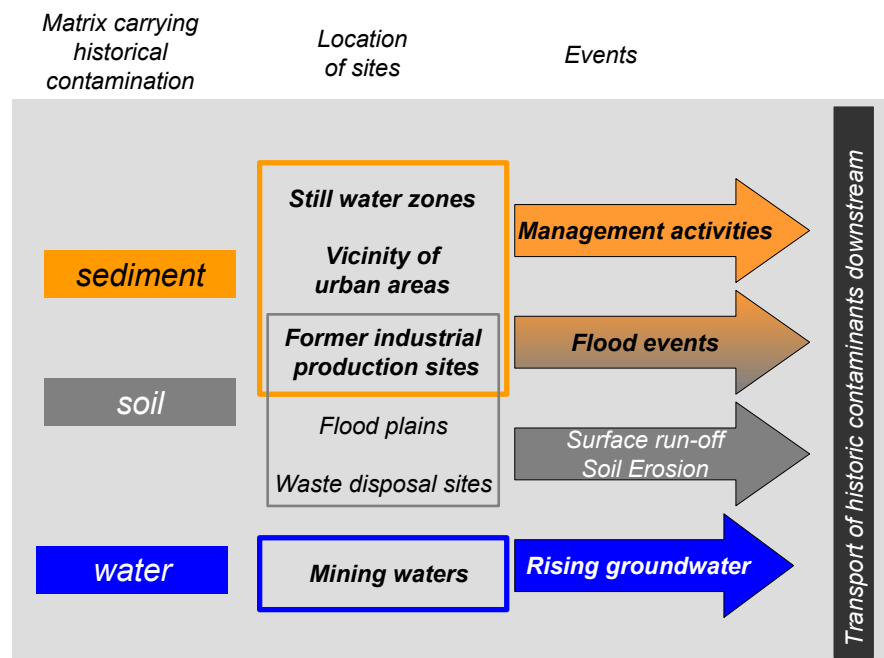 Matrix carrying
historical
contamination
Location
of sites
Events
sediment
soil
water
Still water zones
Vicinity of
urban areas
Former industrial
production sites
Flood plains
Waste disposal sites
Mining waters
Management activities
Flood events
Surface run-off
Soil Erosion
Rising groundwater
Transport of historic contaminants downstream